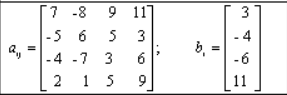 a_ij = [7 -8 9 11; b_i = [3
-5 6 5 3 -4
-4 -7 3 6 -6
2 1 5 9] 11]